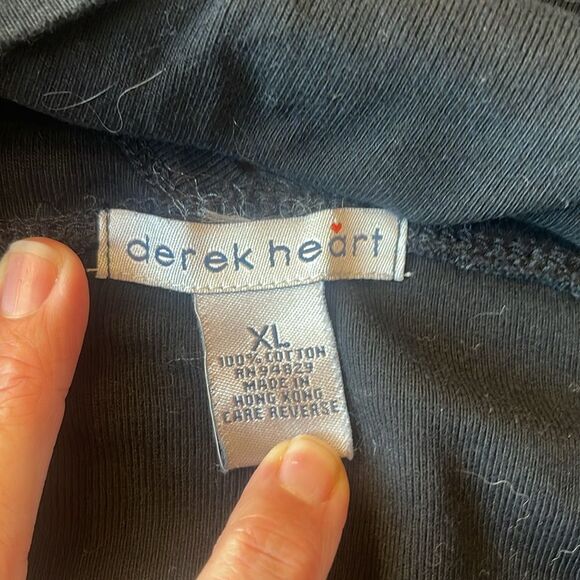 derek heart
XL
100% COTTON
RN 94829
MADE IN
HONG KONG
CARE REVERSE